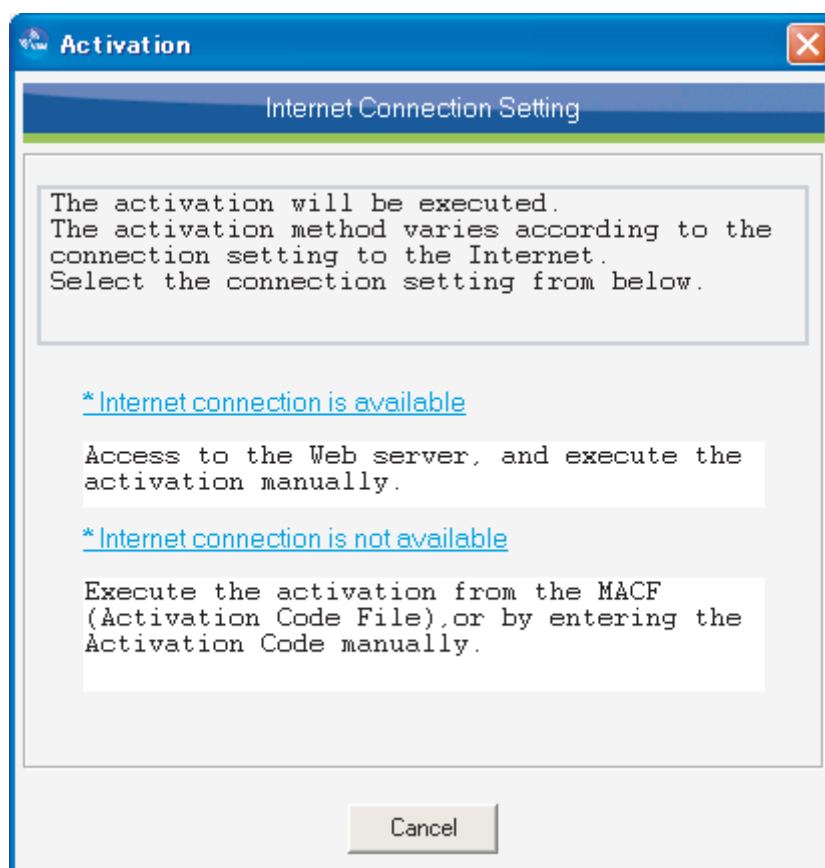 Activation
Internet Connection Setting
The activation will be executed.
The activation method varies according to the
connection setting to the Internet.
Select the connection setting from below.
* Internet connection is available
Access to the Web server, and execute the
activation manually.
* Internet connection is not available
Execute the activation from the MACF
(Activation Code File),or by entering the
Activation Code manually.
Cancel